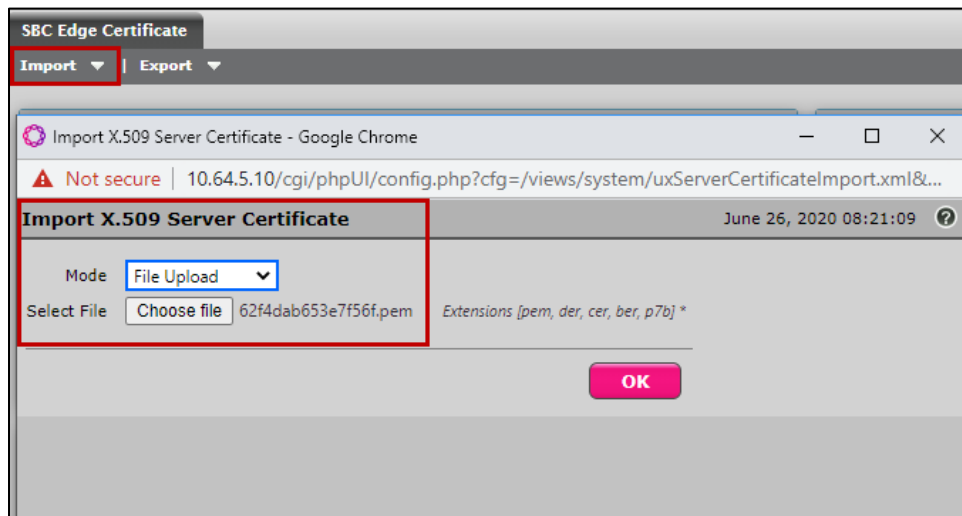 SBC Edge Certificate
Import | Export
Import X.509 Server Certificate - Google Chrome
Not secure | 10.64.5.10/cgi/phpUI/config.php?cfg=/views/system/uxServerCertificateImport.xml&...
Import X.509 Server Certificate June 26, 2020 08:21:09 ?
Mode File Upload
Select File Choose file 62f4dab653e7f56f.pem Extensions [pem, der, cer, ber, p7b] *
OK